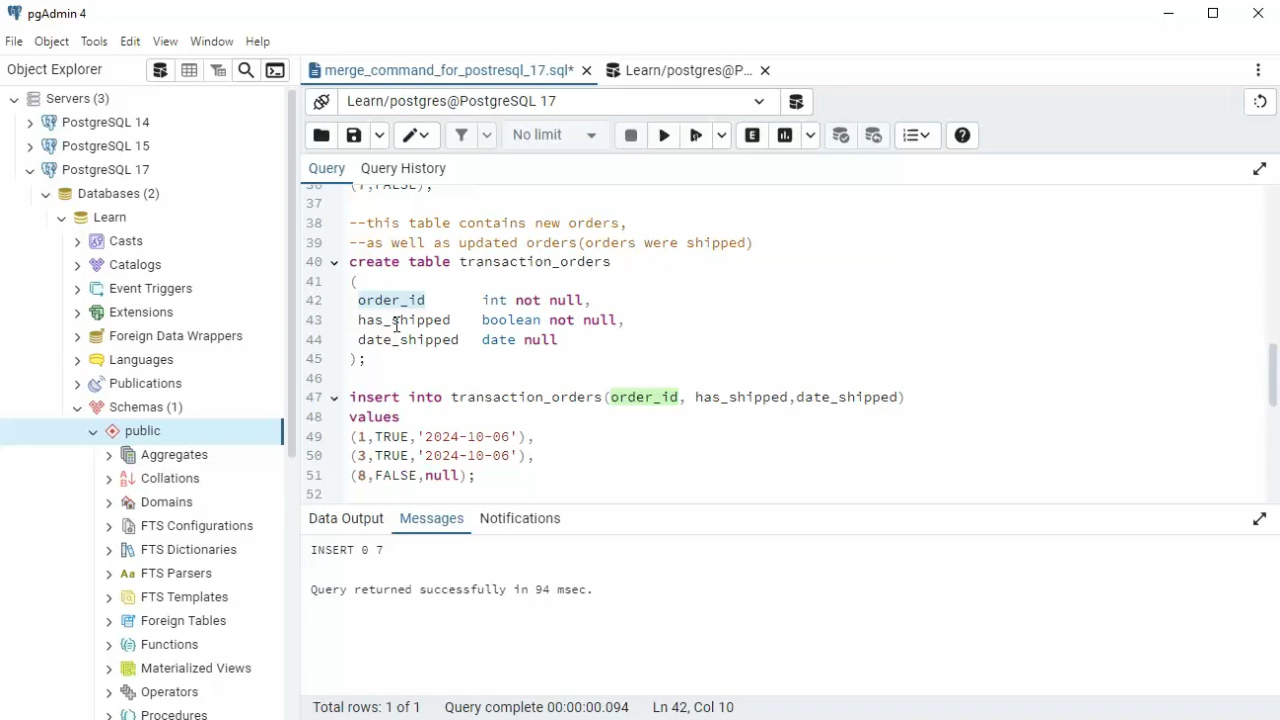 pgAdmin 4
File Object Tools Edit View Window Help
Object Explorer
merge_command_for_postresql_17.sql*
Learn/postgres@P...
Servers (3)
PostgreSQL 14
PostgreSQL 15
PostgreSQL 17
Databases (2)
Learn
Casts
Catalogs
Event Triggers
Extensions
Foreign Data Wrappers
Languages
Publications
Schemas (1)
public
Aggregates
Collations
Domains
FTS Configurations
FTS Dictionaries
Aa FTS Parsers
FTS Templates
Foreign Tables
Functions
Materialized Views
Operators
Procedures
Learn/postgres@PostgreSQL 17
No limit
E
Query Query History
36 (7,FALSE);
37
38 --this table contains new orders,
39 --as well as updated orders(orders were shipped)
40 create table transaction_orders
41 (
42 order_id int not null,
43 has_shipped boolean not null,
44 date_shipped date null
45 );
46
47 insert into transaction_orders(order_id, has_shipped,date_shipped)
48 values
49 (1,TRUE,'2024-10-06'),
50 (3,TRUE,'2024-10-06'),
51 (8,FALSE,null);
52
Data Output Messages Notifications
INSERT 0 7
Query returned successfully in 94 msec.
Total rows: 1 of 1 Query complete 00:00:00.094 Ln 42, Col 10